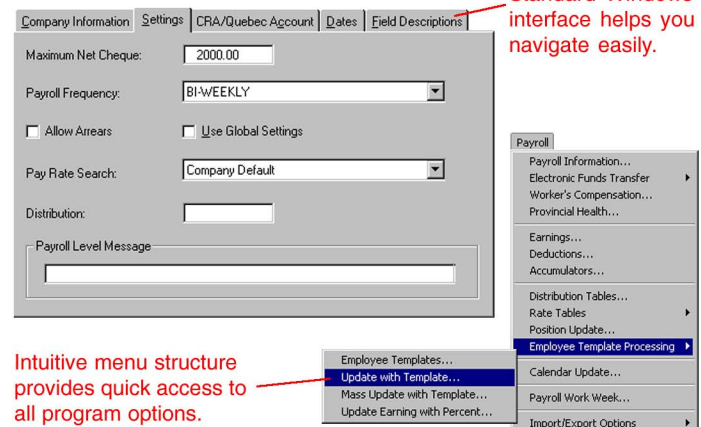 Standard Windows
interface helps you
navigate easily.
Company Information Settings CRA/Quebec Account Dates Field Descriptions
Maximum Net Cheque: 2000.00
Payroll Frequency: BI-WEEKLY
Allow Arrears Use Global Settings
Pay Rate Search: Company Default
Distribution:
Payroll Level Message
Payroll
Payroll Information...
Electronic Funds Transfer
Worker's Compensation...
Provincial Health...
Earnings...
Deductions...
Accumulators...
Distribution Tables...
Rate Tables
Position Update...
Employee Template Processing
Calendar Update...
Payroll Work Week...
Import/Export Options
Employee Templates...
Update with Template...
Mass Update with Template...
Update Earning with Percent...
Intuitive menu structure
provides quick access to
all program options.